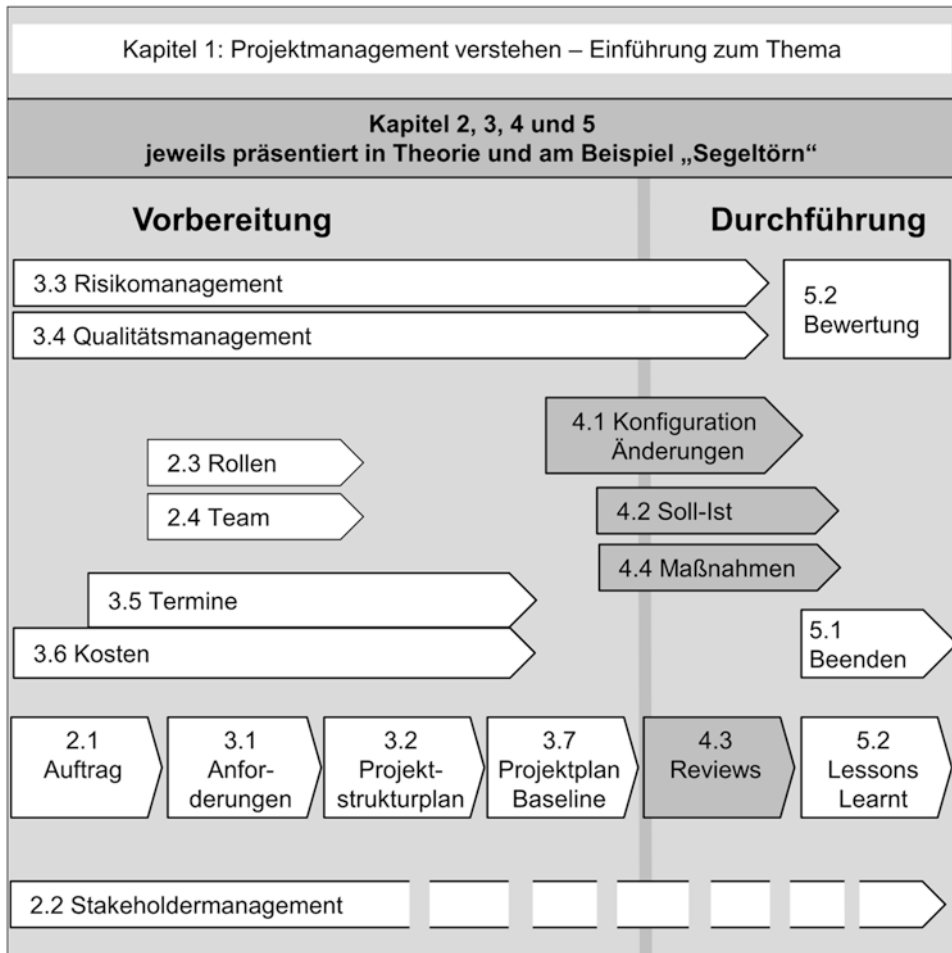 Kapitel 1: Projektmanagement verstehen – Einführung zum Thema
Kapitel 2, 3, 4 und 5
jeweils präsentiert in Theorie und am Beispiel „Segeltörn“
Vorbereitung
Durchführung
3.3 Risikomanagement
3.4 Qualitätsmanagement
5.2
Bewertung
4.1 Konfiguration
Änderungen
2.3 Rollen
2.4 Team
4.2 Soll-Ist
4.4 Maßnahmen
3.5 Termine
3.6 Kosten
5.1
Beenden
2.1
Auftrag
3.1
Anfor-
derungen
3.2
Projekt-
strukturplan
3.7
Projektplan
Baseline
4.3
Reviews
5.2
Lessons
Learnt
2.2 Stakeholdermanagement